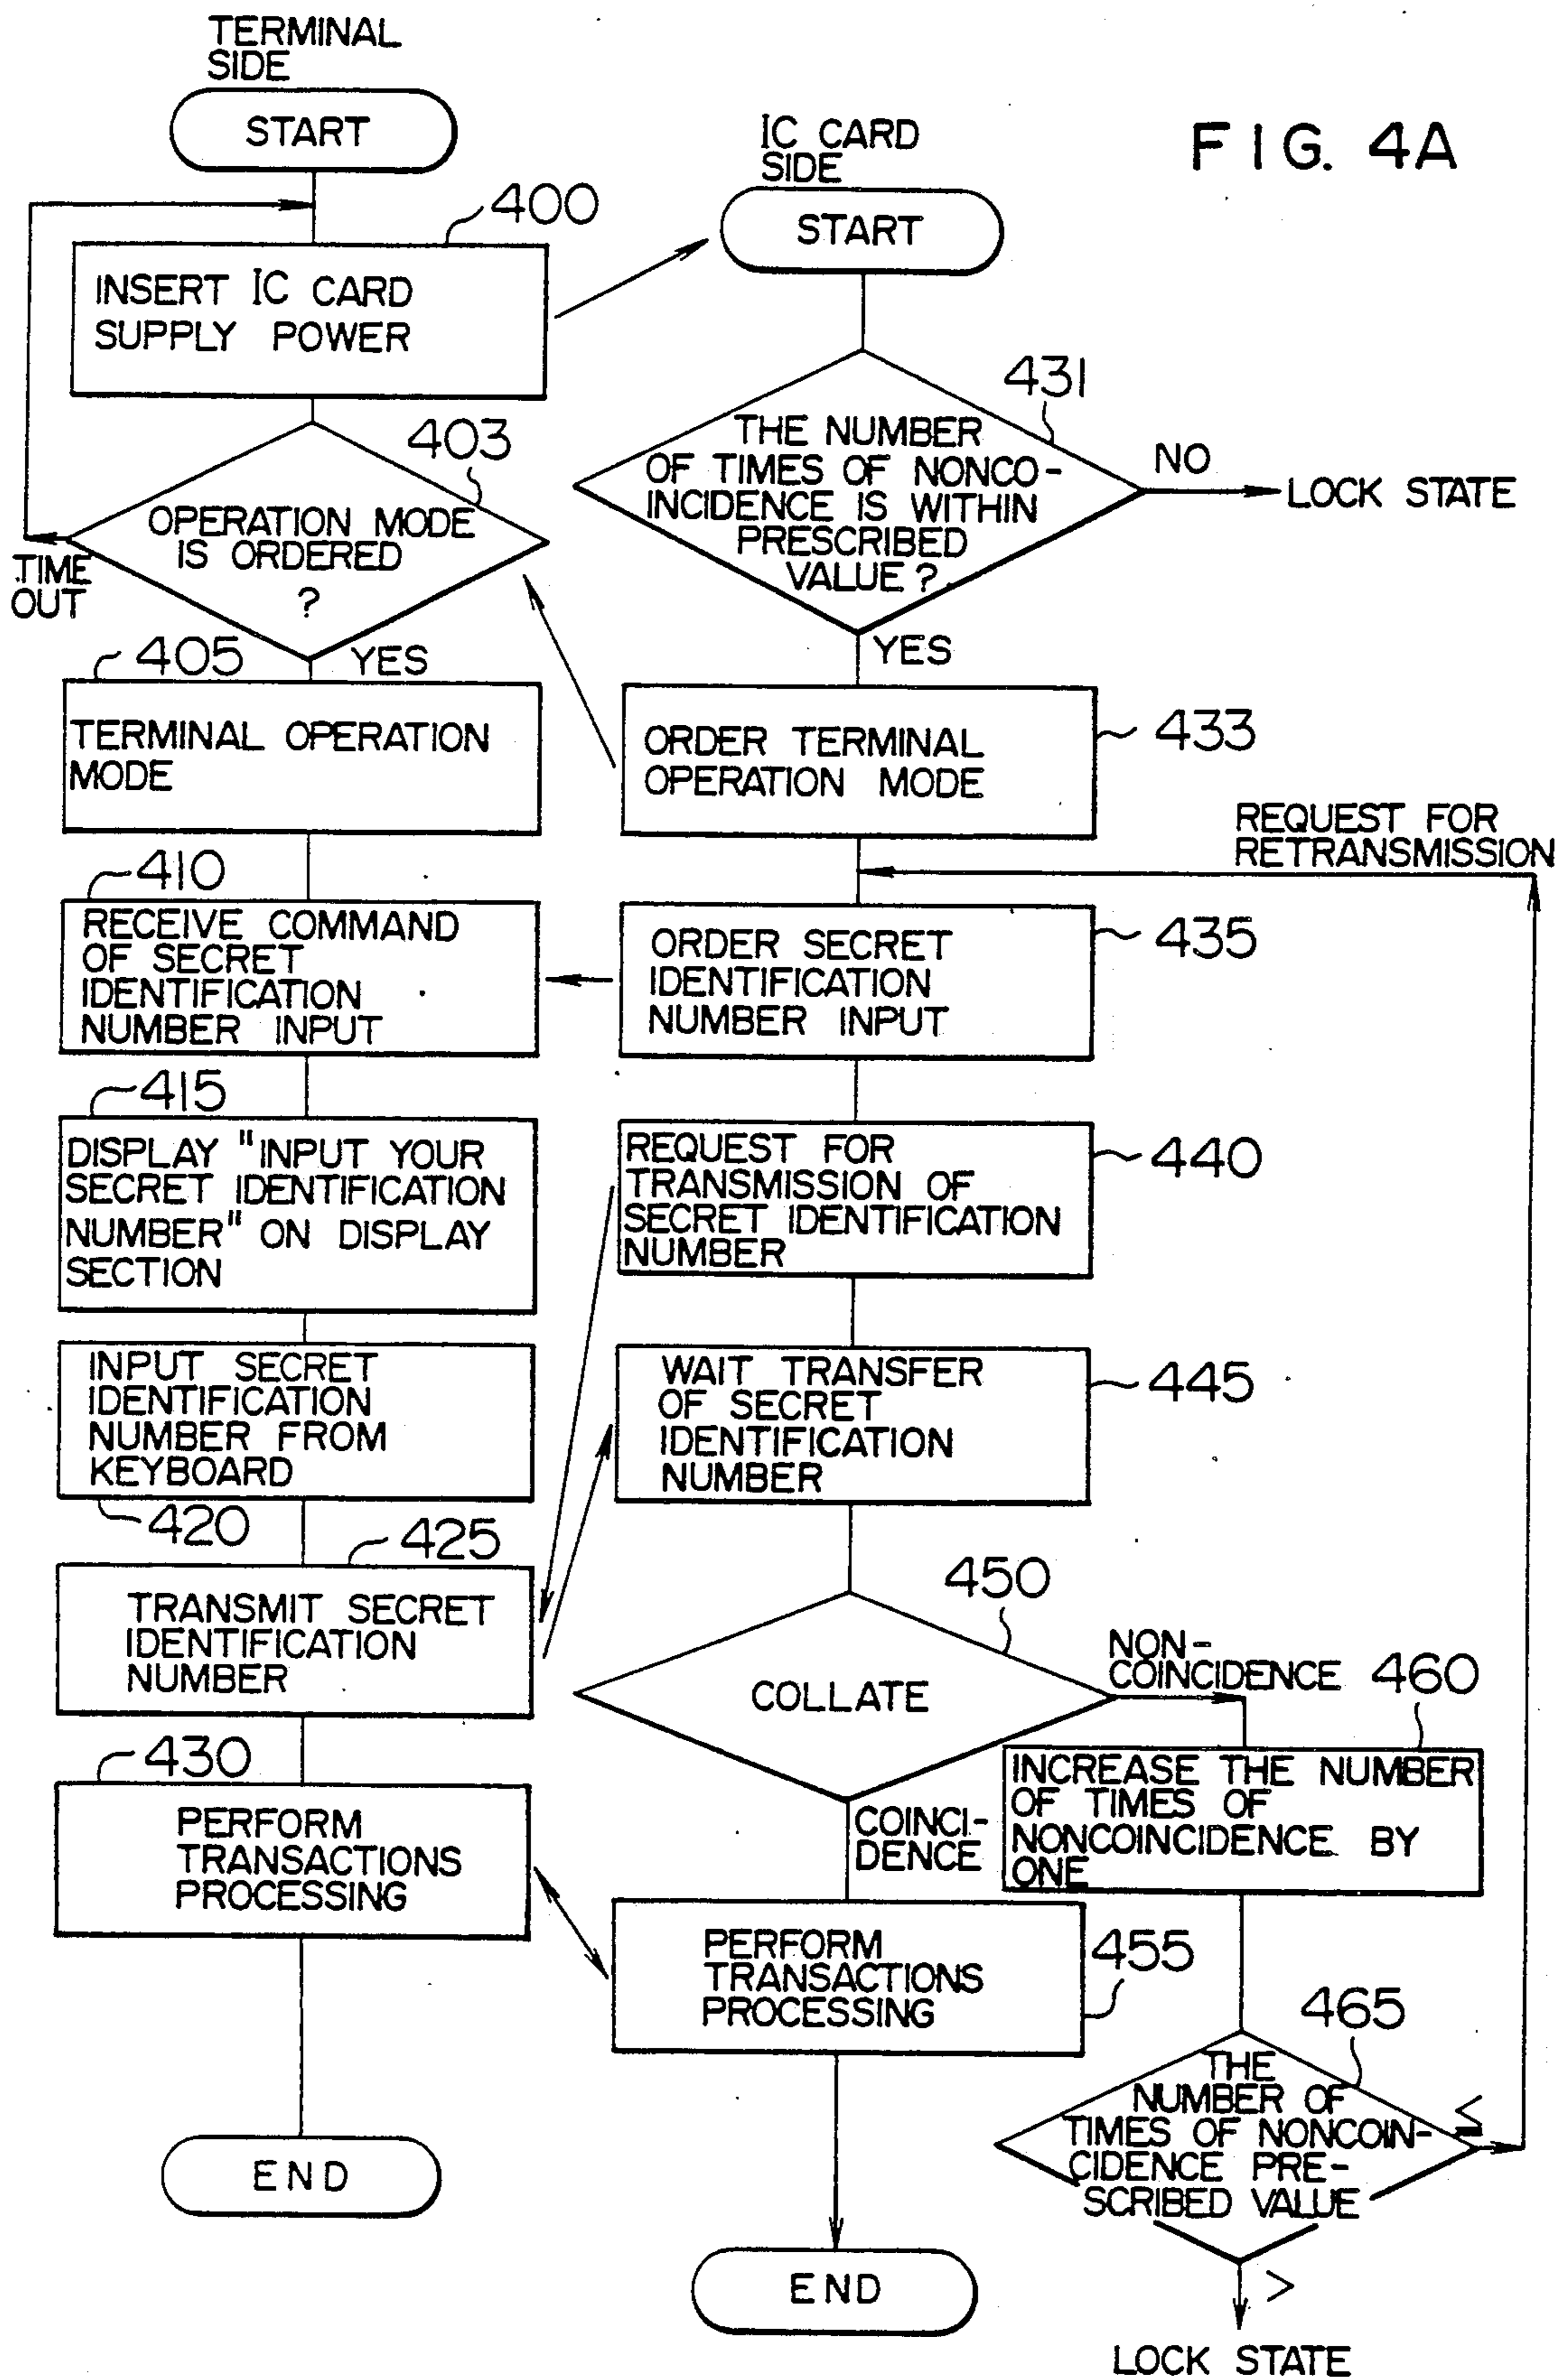 FIG. 4A
TERMINAL
SIDE
START
400
INSERT IC CARD
SUPPLY POWER
403
OPERATION MODE
IS ORDERED
?
TIME
OUT
YES
405
TERMINAL OPERATION
MODE
410
RECEIVE COMMAND
OF SECRET
IDENTIFICATION
NUMBER INPUT
415
DISPLAY "INPUT YOUR
SECRET IDENTIFICATION
NUMBER" ON DISPLAY
SECTION
INPUT SECRET
IDENTIFICATION
NUMBER FROM
KEYBOARD
420
425
TRANSMIT SECRET
IDENTIFICATION
NUMBER
430
PERFORM
TRANSACTIONS
PROCESSING
END
IC CARD
SIDE
START
431
THE NUMBER
OF TIMES OF NONCO-
INCIDENCE IS WITHIN
PRESCRIBED
VALUE?
NO
LOCK STATE
YES
ORDER TERMINAL
OPERATION MODE
433
REQUEST FOR
RETRANSMISSION
ORDER SECRET
IDENTIFICATION
NUMBER INPUT
435
REQUEST FOR
TRANSMISSION OF
SECRET IDENTIFICATION
NUMBER
440
WAIT TRANSFER
OF SECRET
IDENTIFICATION
NUMBER
445
450
COLLATE
NON-
COINCIDENCE
460
INCREASE THE NUMBER
OF TIMES OF
NONCOINCIDENCE BY
ONE
COINCI-
DENCE
PERFORM
TRANSACTIONS
PROCESSING
455
END
465
THE
NUMBER OF
TIMES OF NONCOIN-
CIDENCE PRE-
SCRIBED VALUE
≤
>
LOCK STATE